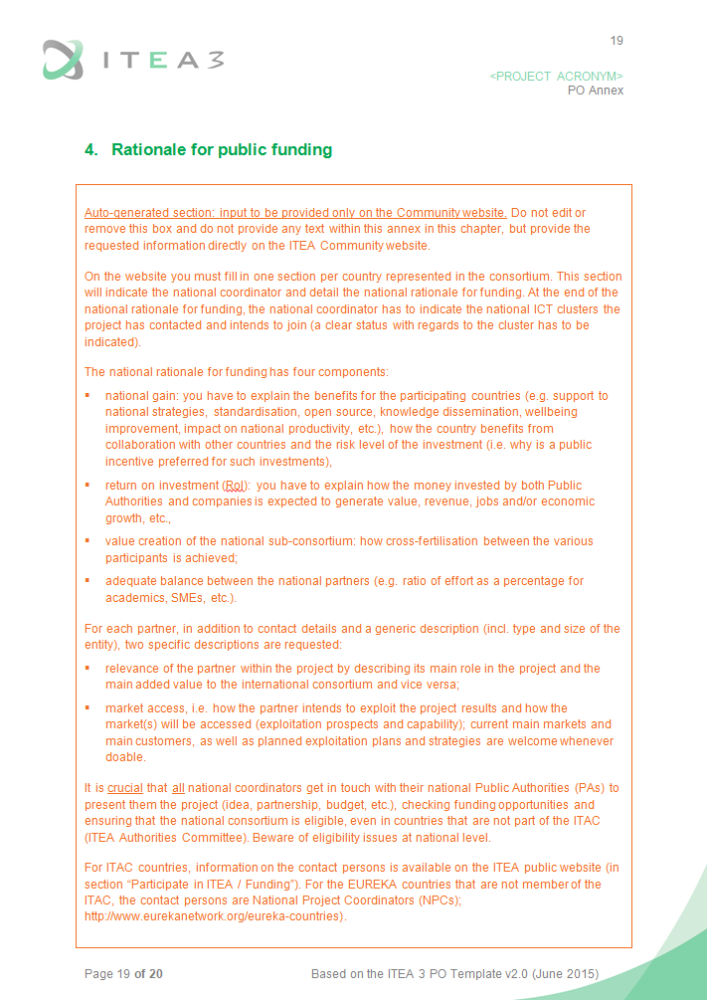 19
ITEA3
<PROJECT ACRONYM>
PO Annex
4. Rationale for public funding
Auto-generated section: input to be provided only on the Community website. Do not edit or
remove this box and do not provide any text within this annex in this chapter, but provide the
requested information directly on the ITEA Community website.
On the website you must fill in one section per country represented in the consortium. This section
will indicate the national coordinator and detail the national rationale for funding. At the end of the
national rationale for funding, the national coordinator has to indicate the national ICT clusters the
project has contacted and intends to join (a clear status with regards to the cluster has to be
indicated).
The national rationale for funding has four components:
▪ national gain: you have to explain the benefits for the participating countries (e.g. support to
national strategies, standardisation, open source, knowledge dissemination, wellbeing
improvement, impact on national productivity, etc.), how the country benefits from
collaboration with other countries and the risk level of the investment (i.e. why is a public
incentive preferred for such investments),
▪ return on investment (RoI): you have to explain how the money invested by both Public
Authorities and companies is expected to generate value, revenue, jobs and/or economic
growth, etc.,
▪ value creation of the national sub-consortium: how cross-fertilisation between the various
participants is achieved;
▪ adequate balance between the national partners (e.g. ratio of effort as a percentage for
academics, SMEs, etc.).
For each partner, in addition to contact details and a generic description (incl. type and size of the
entity), two specific descriptions are requested:
▪ relevance of the partner within the project by describing its main role in the project and the
main added value to the international consortium and vice versa;
▪ market access, i.e. how the partner intends to exploit the project results and how the
market(s) will be accessed (exploitation prospects and capability); current main markets and
main customers, as well as planned exploitation plans and strategies are welcome whenever
doable.
It is crucial that all national coordinators get in touch with their national Public Authorities (PAs) to
present them the project (idea, partnership, budget, etc.), checking funding opportunities and
ensuring that the national consortium is eligible, even in countries that are not part of the ITAC
(ITEA Authorities Committee). Beware of eligibility issues at national level.
For ITAC countries, information on the contact persons is available on the ITEA public website (in
section “Participate in ITEA / Funding”). For the EUREKA countries that are not member of the
ITAC, the contact persons are National Project Coordinators (NPCs);
http://www.eurekanetwork.org/eureka-countries).
Page 19 of 20
Based on the ITEA 3 PO Template v2.0 (June 2015)